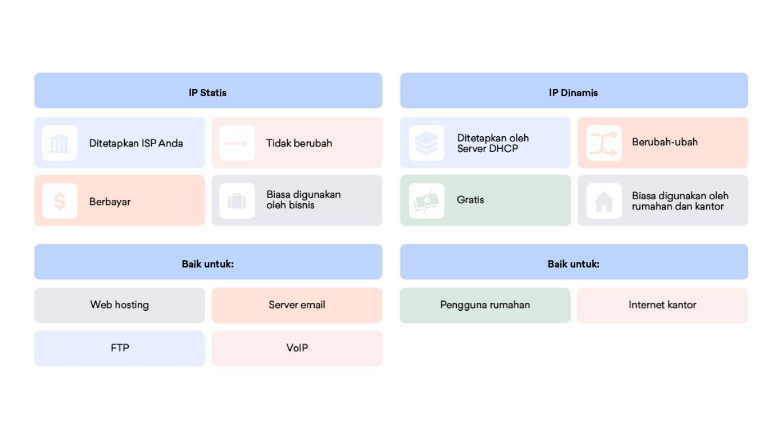 IP Statis
Ditetapkan ISP Anda
Tidak berubah
Berbayar
Biasa digunakan
oleh bisnis
Baik untuk:
Web hosting
Server email
FTP
VoIP
IP Dinamis
Ditetapkan oleh
Server DHCP
Berubah-ubah
Gratis
Biasa digunakan oleh
rumahan dan kantor
Baik untuk:
Pengguna rumahan
Internet kantor